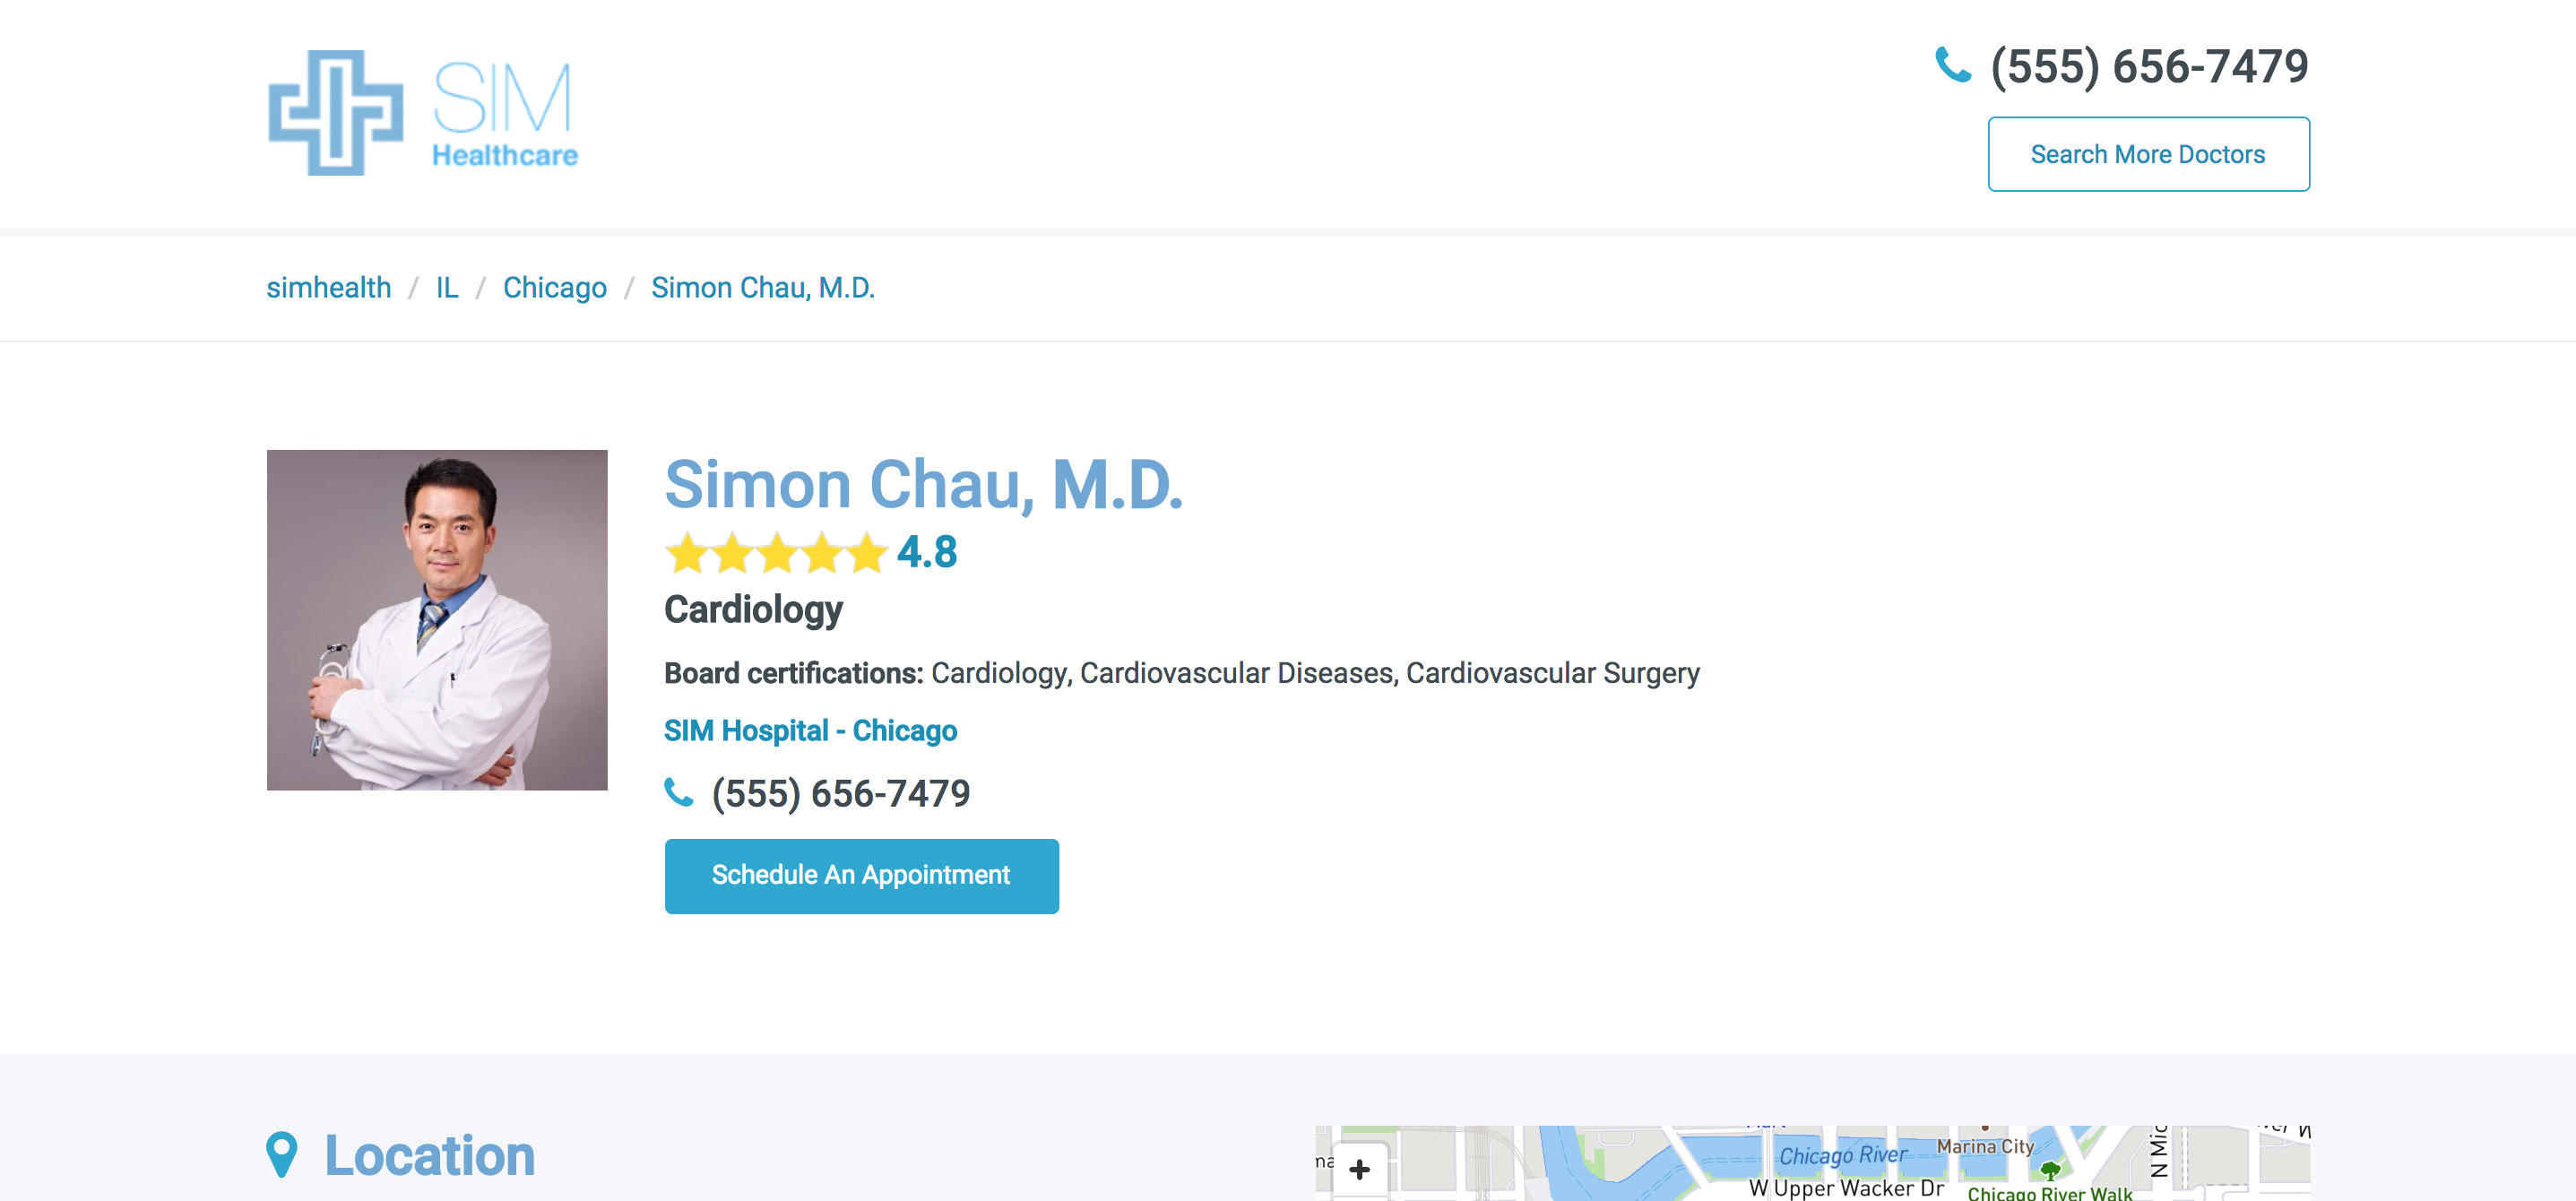 SIM
Healthcare
(555) 656-7479
Search More Doctors
simhealth / IL / Chicago / Simon Chau, M.D.
Simon Chau, M.D.
4.8
Cardiology
Board certifications: Cardiology, Cardiovascular Diseases, Cardiovascular Surgery
SIM Hospital - Chicago
(555) 656-7479
Schedule An Appointment
Location
+
Chicago River
Marina City
N Mic
W Upper Wacker Dr
Chicago River Walk